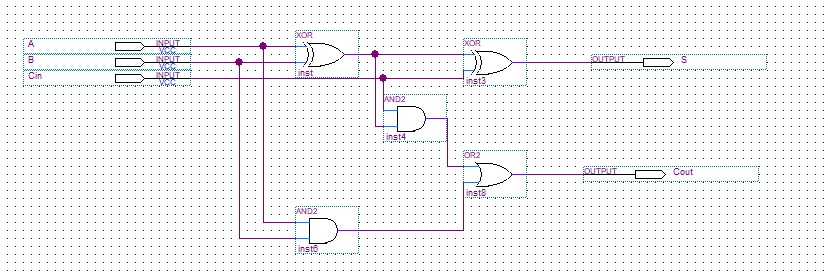 XOR
XOR
A INPUT VCC
B INPUT VCC
Cin INPUT VCC
inst
inst3
OUTPUT S
AND2
inst4
OR2
inst8
OUTPUT Cout
AND2
inst6